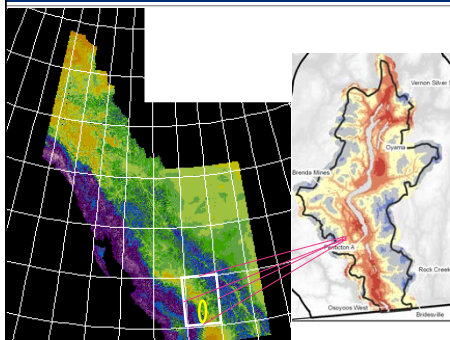 Vernon Silver S
Oyama
Brenda Mines
Penticton A
Rock Creek
Osoyoos West
Bridesville